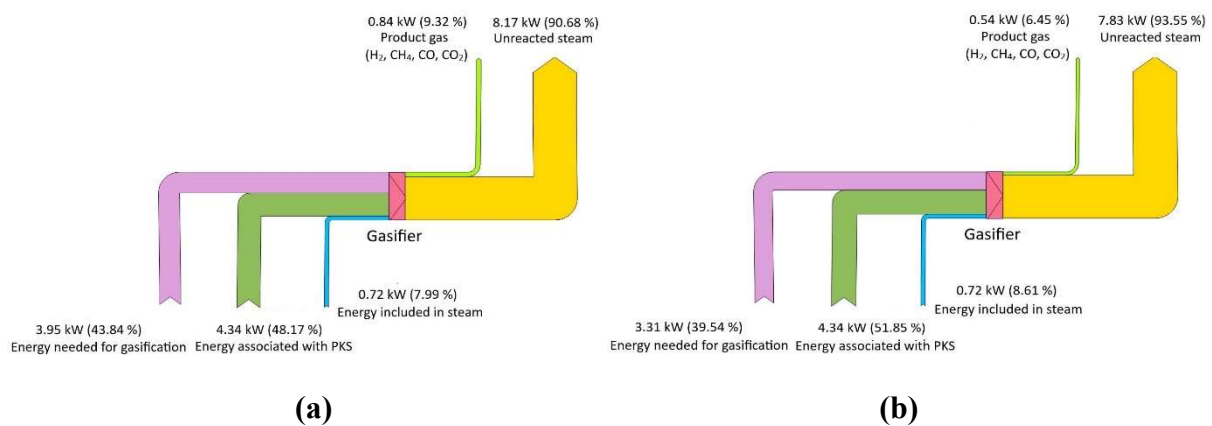 0.84 kW (9.32 %)
Product gas
(H₂, CH₄, CO, CO₂)
8.17 kW (90.68 %)
Unreacted steam
Gasifier
0.72 kW (7.99 %)
Energy included in steam
3.95 kW (43.84 %)
Energy needed for gasification
4.34 kW (48.17 %)
Energy associated with PKS
(a)
0.54 kW (6.45 %)
Product gas
(H₂, CH₄, CO, CO₂)
7.83 kW (93.55 %)
Unreacted steam
Gasifier
0.72 kW (8.61 %)
Energy included in steam
3.31 kW (39.54 %)
Energy needed for gasification
4.34 kW (51.85 %)
Energy associated with PKS
(b)